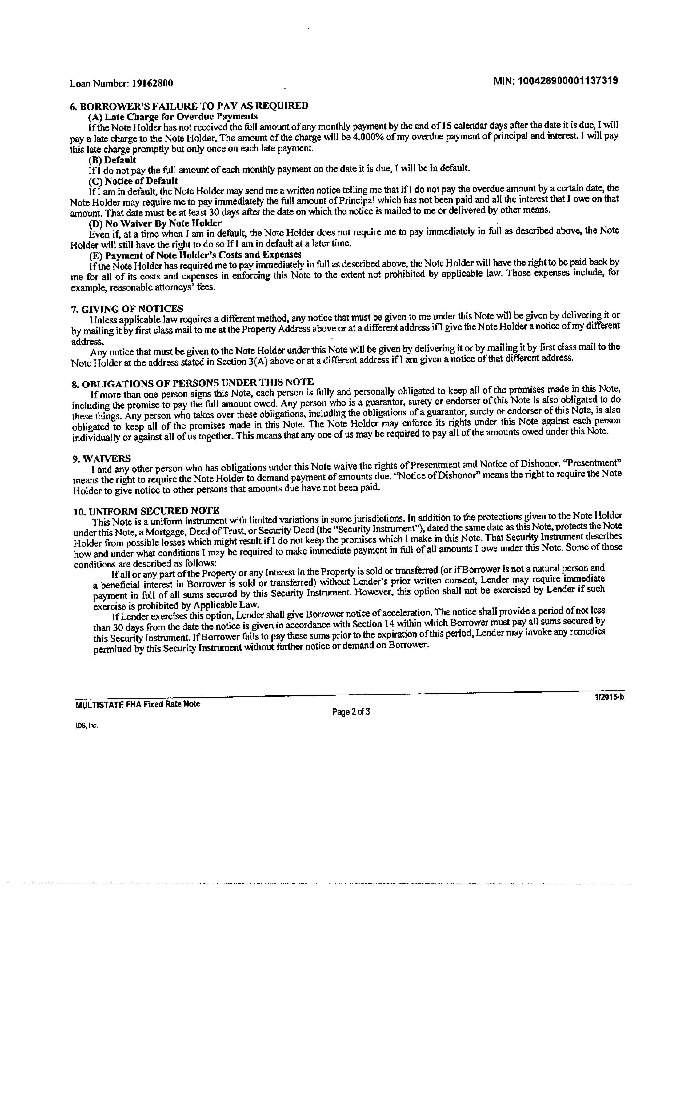 Loan Number: 19162800
MIN: 100426900001137319
6. BORROWER'S FAILURE TO PAY AS REQUIRED
(A) Late Charge for Overdue Payments
If the Note Holder has not received the full amount of any monthly payment by the end of 15 calendar days after the date it is due, I will
pay a late charge to the Note Holder. The amount of the charge will be 4.000% of my overdue payment of principal and interest. I will pay
this late charge promptly but only once on each late payment.
(B) Default
If I do not pay the full amount of each monthly payment on the date it is due, I will be in default.
(C) Notice of Default
If I am in default, the Note Holder may send me a written notice telling me that if I do not pay the overdue amount by a certain date, the
Note Holder may require me to pay immediately the full amount of Principal which has not been paid and all the interest that I owe on that
amount. That date must be at least 30 days after the date on which the notice is mailed to me or delivered by other means.
(D) No Waiver By Note Holder
Even if, at a time when I am in default, the Note Holder does not require me to pay immediately in full as described above, the Note
Holder will still have the right to do so If I am in default at a later time.
(E) Payment of Note Holder's Costs and Expenses
If the Note Holder has required me to pay immediately in full as described above, the Note Holder will have the right to be paid back by
me for all of its costs and expenses in enforcing this Note to the extent not prohibited by applicable law. Those expenses include, for
example, reasonable attorneys' fees.
7. GIVING OF NOTICES
Unless applicable law requires a different method, any notice that must be given to me under this Note will be given by delivering it or
by mailing it by first class mail to me at the Property Address above or at a different address if I give the Note Holder a notice of my different
address.
Any notice that must be given to the Note Holder under this Note will be given by delivering it or by mailing it by first class mail to the
Note Holder at the address stated in Section 3(A) above or at a different address if I am given a notice of that different address.
8. OBLIGATIONS OF PERSONS UNDER THIS NOTE
If more than one person signs this Note, each person is fully and personally obligated to keep all of the promises made in this Note,
including the promise to pay the full amount owed. Any person who is a guarantor, surety or endorser of this Note is also obligated to do
these things. Any person who takes over these obligations, including the obligations of a guarantor, surety or endorser of this Note, is also
obligated to keep all of the promises made in this Note. The Note Holder may enforce its rights under this Note against each person
individually or against all of us together. This means that any one of us may be required to pay all of the amounts owed under this Note.
9. WAIVERS
I and any other person who has obligations under this Note waive the rights of Presentment and Notice of Dishonor. "Presentment"
means the right to require the Note Holder to demand payment of amounts due. "Notice of Dishonor" means the right to require the Note
Holder to give notice to other persons that amounts due have not been paid.
10. UNIFORM SECURED NOTE
This Note is a uniform instrument with limited variations in some jurisdictions. In addition to the protections given to the Note Holder
under this Note, a Mortgage, Deed of Trust, or Security Deed (the "Security Instrument"), dated the same date as this Note, protects the Note
Holder from possible losses which might result if I do not keep the promises which I make in this Note. That Security Instrument describes
how and under what conditions I may be required to make immediate payment in full of all amounts I owe under this Note. Some of those
conditions are described as follows:
If all or any part of the Property or any Interest in the Property is sold or transferred (or if Borrower is not a natural person and
a beneficial interest in Borrower is sold or transferred) without Lender's prior written consent, Lender may require immediate
payment in full of all sums secured by this Security Instrument. However, this option shall not be exercised by Lender if such
exercise is prohibited by Applicable Law.
If Lender exercises this option, Lender shall give Borrower notice of acceleration. The notice shall provide a period of not less
than 30 days from the date the notice is given in accordance with Section 14 within which Borrower must pay all sums secured by
this Security Instrument. If Borrower fails to pay these sums prior to the expiration of this period, Lender may invoke any remedies
permitted by this Security Instrument without further notice or demand on Borrower.
MULTISTATE FHA Fixed Rate Note
1/2015-b
Page 2 of 3
IDS, Inc.